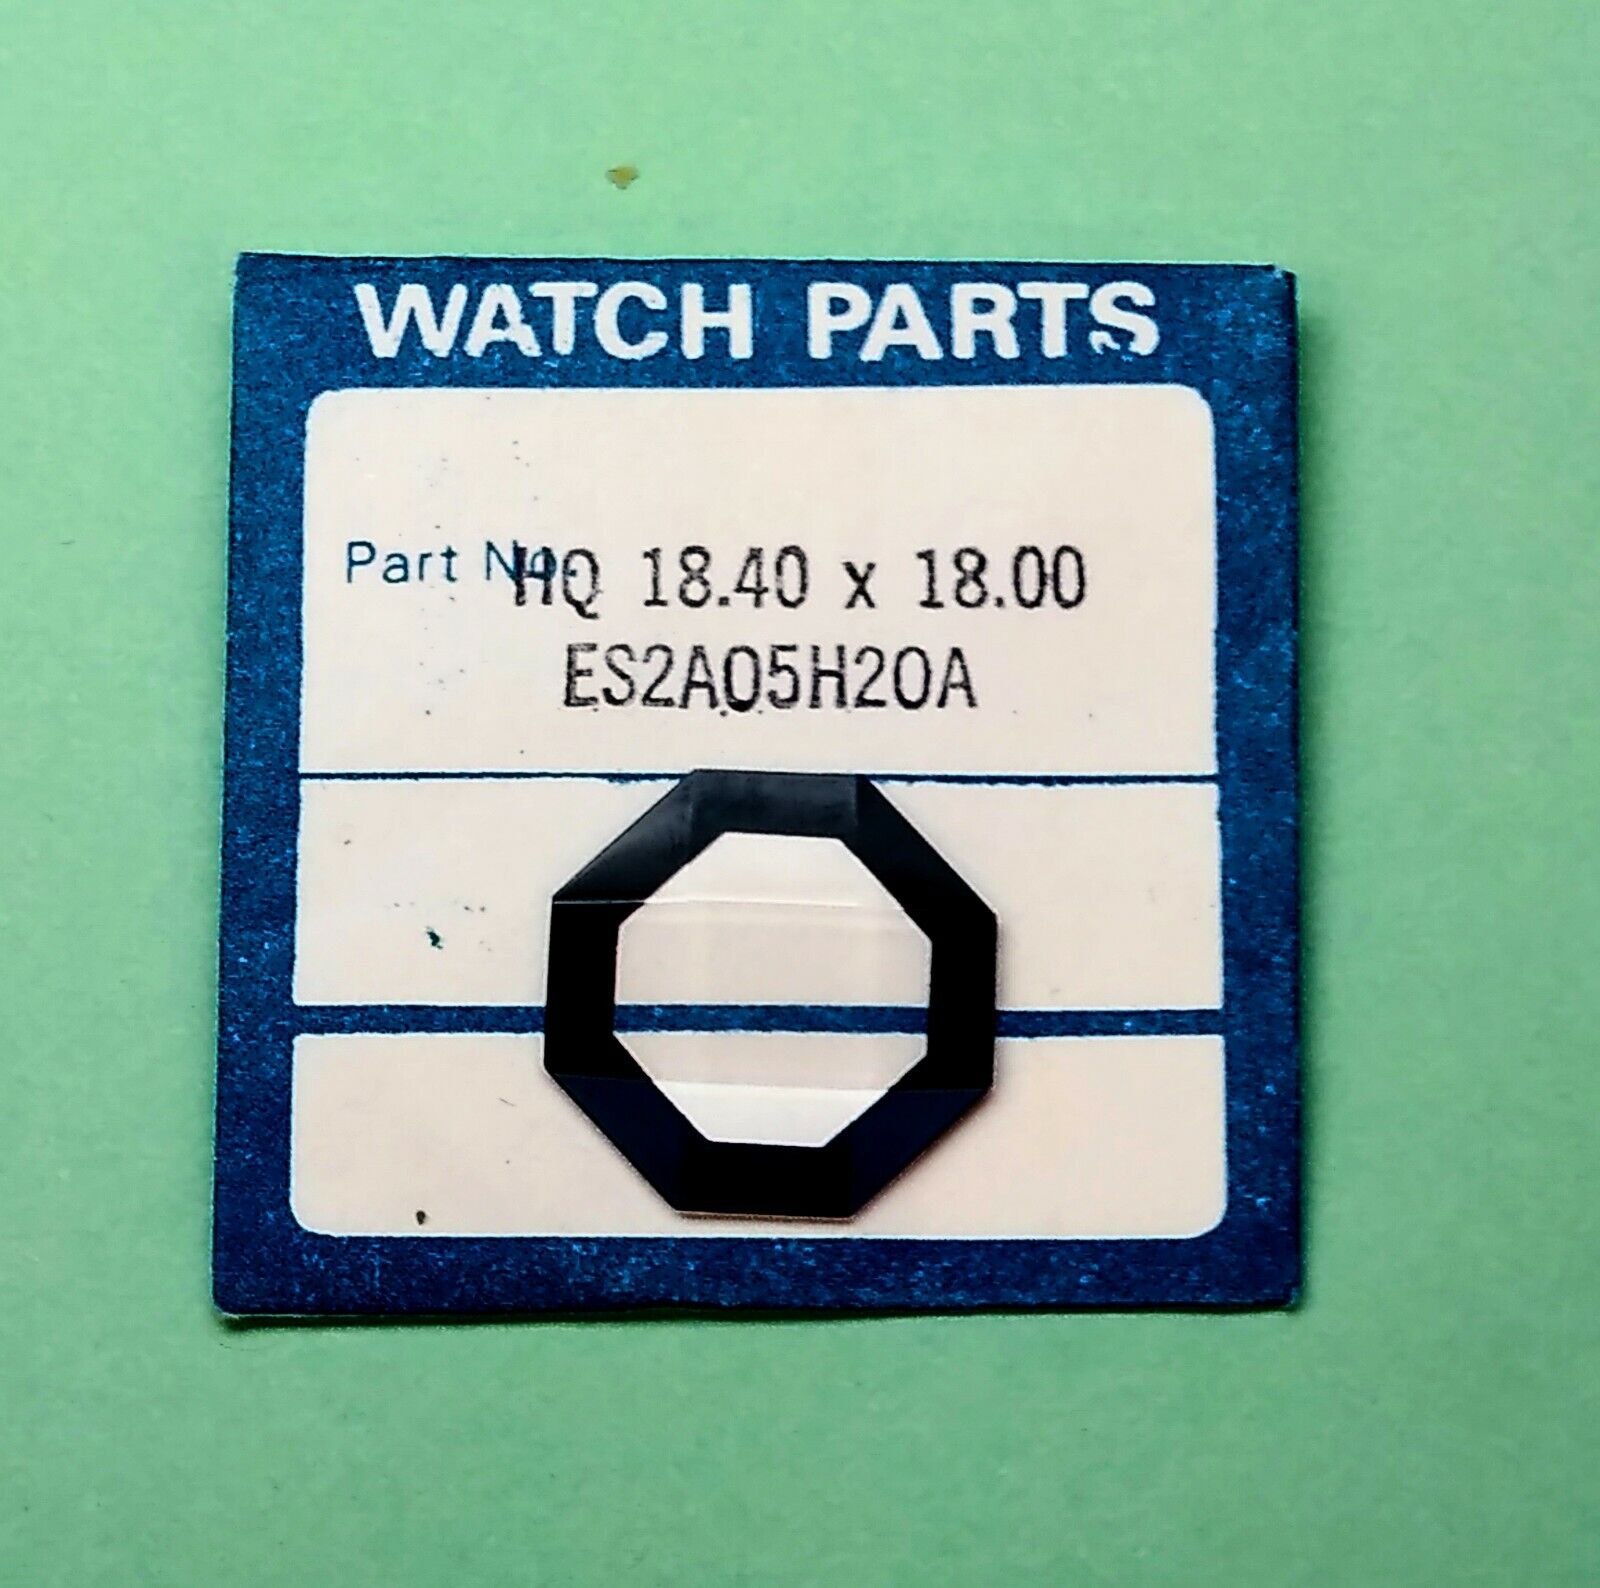 WATCH PARTS
Part No. HQ 18.40 x 18.00
ES2A05H20A